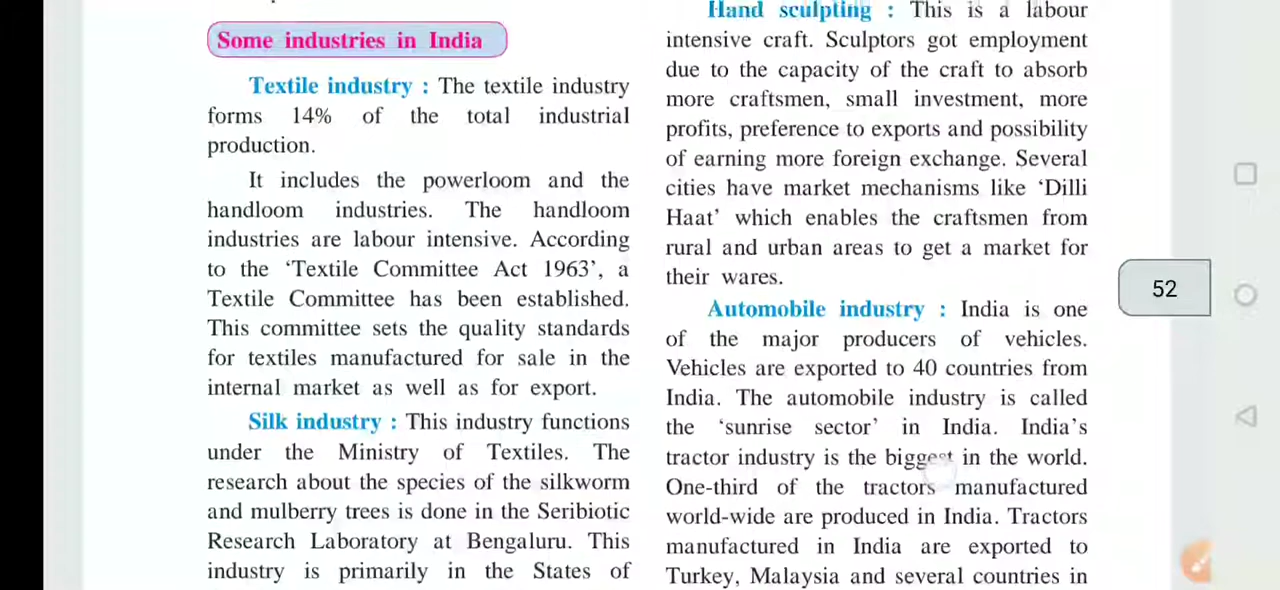 Some industries in India
Textile industry : The textile industry
forms 14% of the total industrial
production.
It includes the powerloom and the
handloom industries. The handloom
industries are labour intensive. According
to the ‘Textile Committee Act 1963’, a
Textile Committee has been established.
This committee sets the quality standards
for textiles manufactured for sale in the
internal market as well as for export.
Silk industry : This industry functions
under the Ministry of Textiles. The
research about the species of the silkworm
and mulberry trees is done in the Seribiotic
Research Laboratory at Bengaluru. This
industry is primarily in the States of
Hand sculpting : This is a labour
intensive craft. Sculptors got employment
due to the capacity of the craft to absorb
more craftsmen, small investment, more
profits, preference to exports and possibility
of earning more foreign exchange. Several
cities have market mechanisms like ‘Dilli
Haat’ which enables the craftsmen from
rural and urban areas to get a market for
their wares.
Automobile industry : India is one
of the major producers of vehicles.
Vehicles are exported to 40 countries from
India. The automobile industry is called
the ‘sunrise sector’ in India. India’s
tractor industry is the biggest in the world.
One-third of the tractors manufactured
world-wide are produced in India. Tractors
manufactured in India are exported to
Turkey, Malaysia and several countries in
52